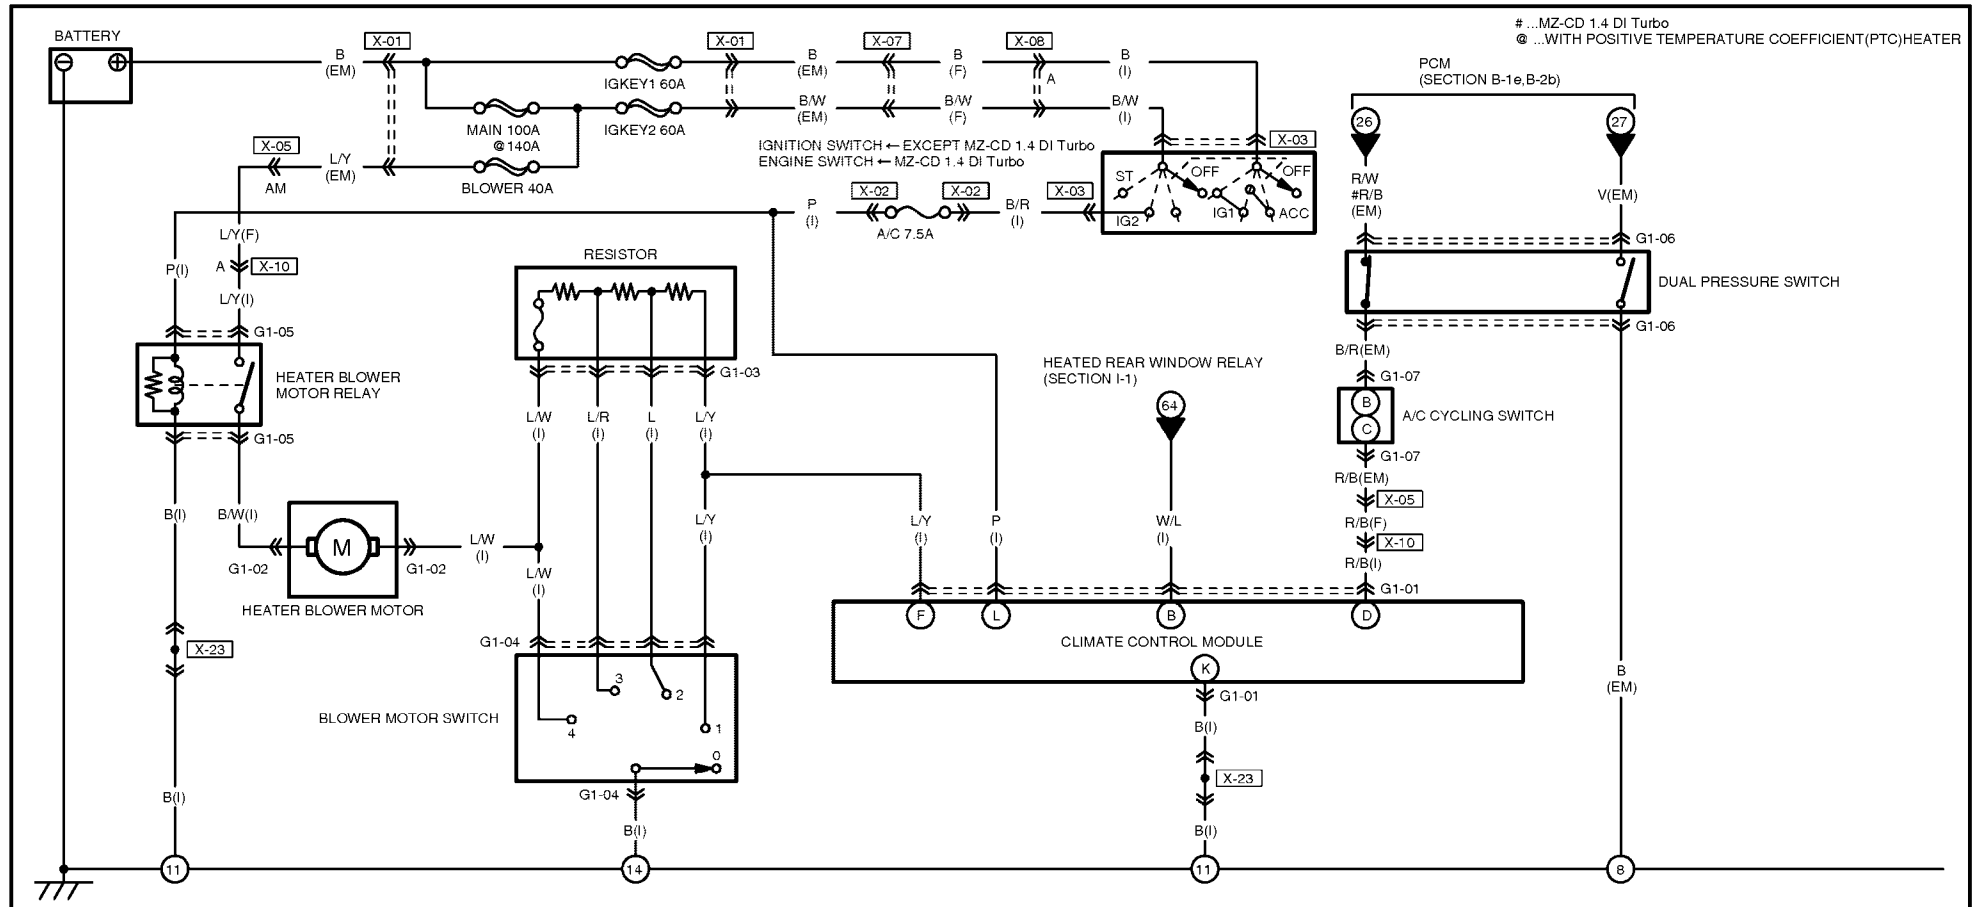 # ...MZ-CD 1.4 DI Turbo
@ ...WITH POSITIVE TEMPERATURE COEFFICIENT(PTC)HEATER
BATTERY
X-01
X-01
X-07
X-08
B
(EM)
IGKEY1 60A
B
(EM)
B
(F)
A
B
(I)
PCM
(SECTION B-1e,B-2b)
MAIN 100A
@140A
IGKEY2 60A
B/W
(EM)
B/W
(F)
B/W
(I)
26
27
X-05
AM
L/Y
(EM)
BLOWER 40A
IGNITION SWITCH ← EXCEPT MZ-CD 1.4 DI Turbo
ENGINE SWITCH ← MZ-CD 1.4 DI Turbo
X-03
ST
OFF
OFF
IG2
IG1
ACC
R/W
#R/B
(EM)
V(EM)
P
(I)
X-02
A/C 7.5A
X-02
B/R
(I)
X-03
L/Y(F)
P(I)
A
X-10
L/Y(I)
G1-05
RESISTOR
G1-06
DUAL PRESSURE SWITCH
G1-06
HEATER BLOWER
MOTOR RELAY
G1-05
G1-03
HEATED REAR WINDOW RELAY
(SECTION I-1)
64
B/R(EM)
G1-07
B
C
A/C CYCLING SWITCH
G1-07
R/B(EM)
X-05
R/B(F)
X-10
R/B(I)
L/W
(I)
L/R
(I)
L
(I)
L/Y
(I)
B(I)
B/W(I)
G1-02
M
G1-02
HEATER BLOWER MOTOR
L/W
(I)
L/W
(I)
L/Y
(I)
L/Y
(I)
P
(I)
W/L
(I)
G1-01
F
L
B
D
CLIMATE CONTROL MODULE
K
G1-01
X-23
G1-04
BLOWER MOTOR SWITCH
3
2
4
1
0
G1-04
B(I)
X-23
B
(EM)
B(I)
B(I)
B(I)
11
14
11
8